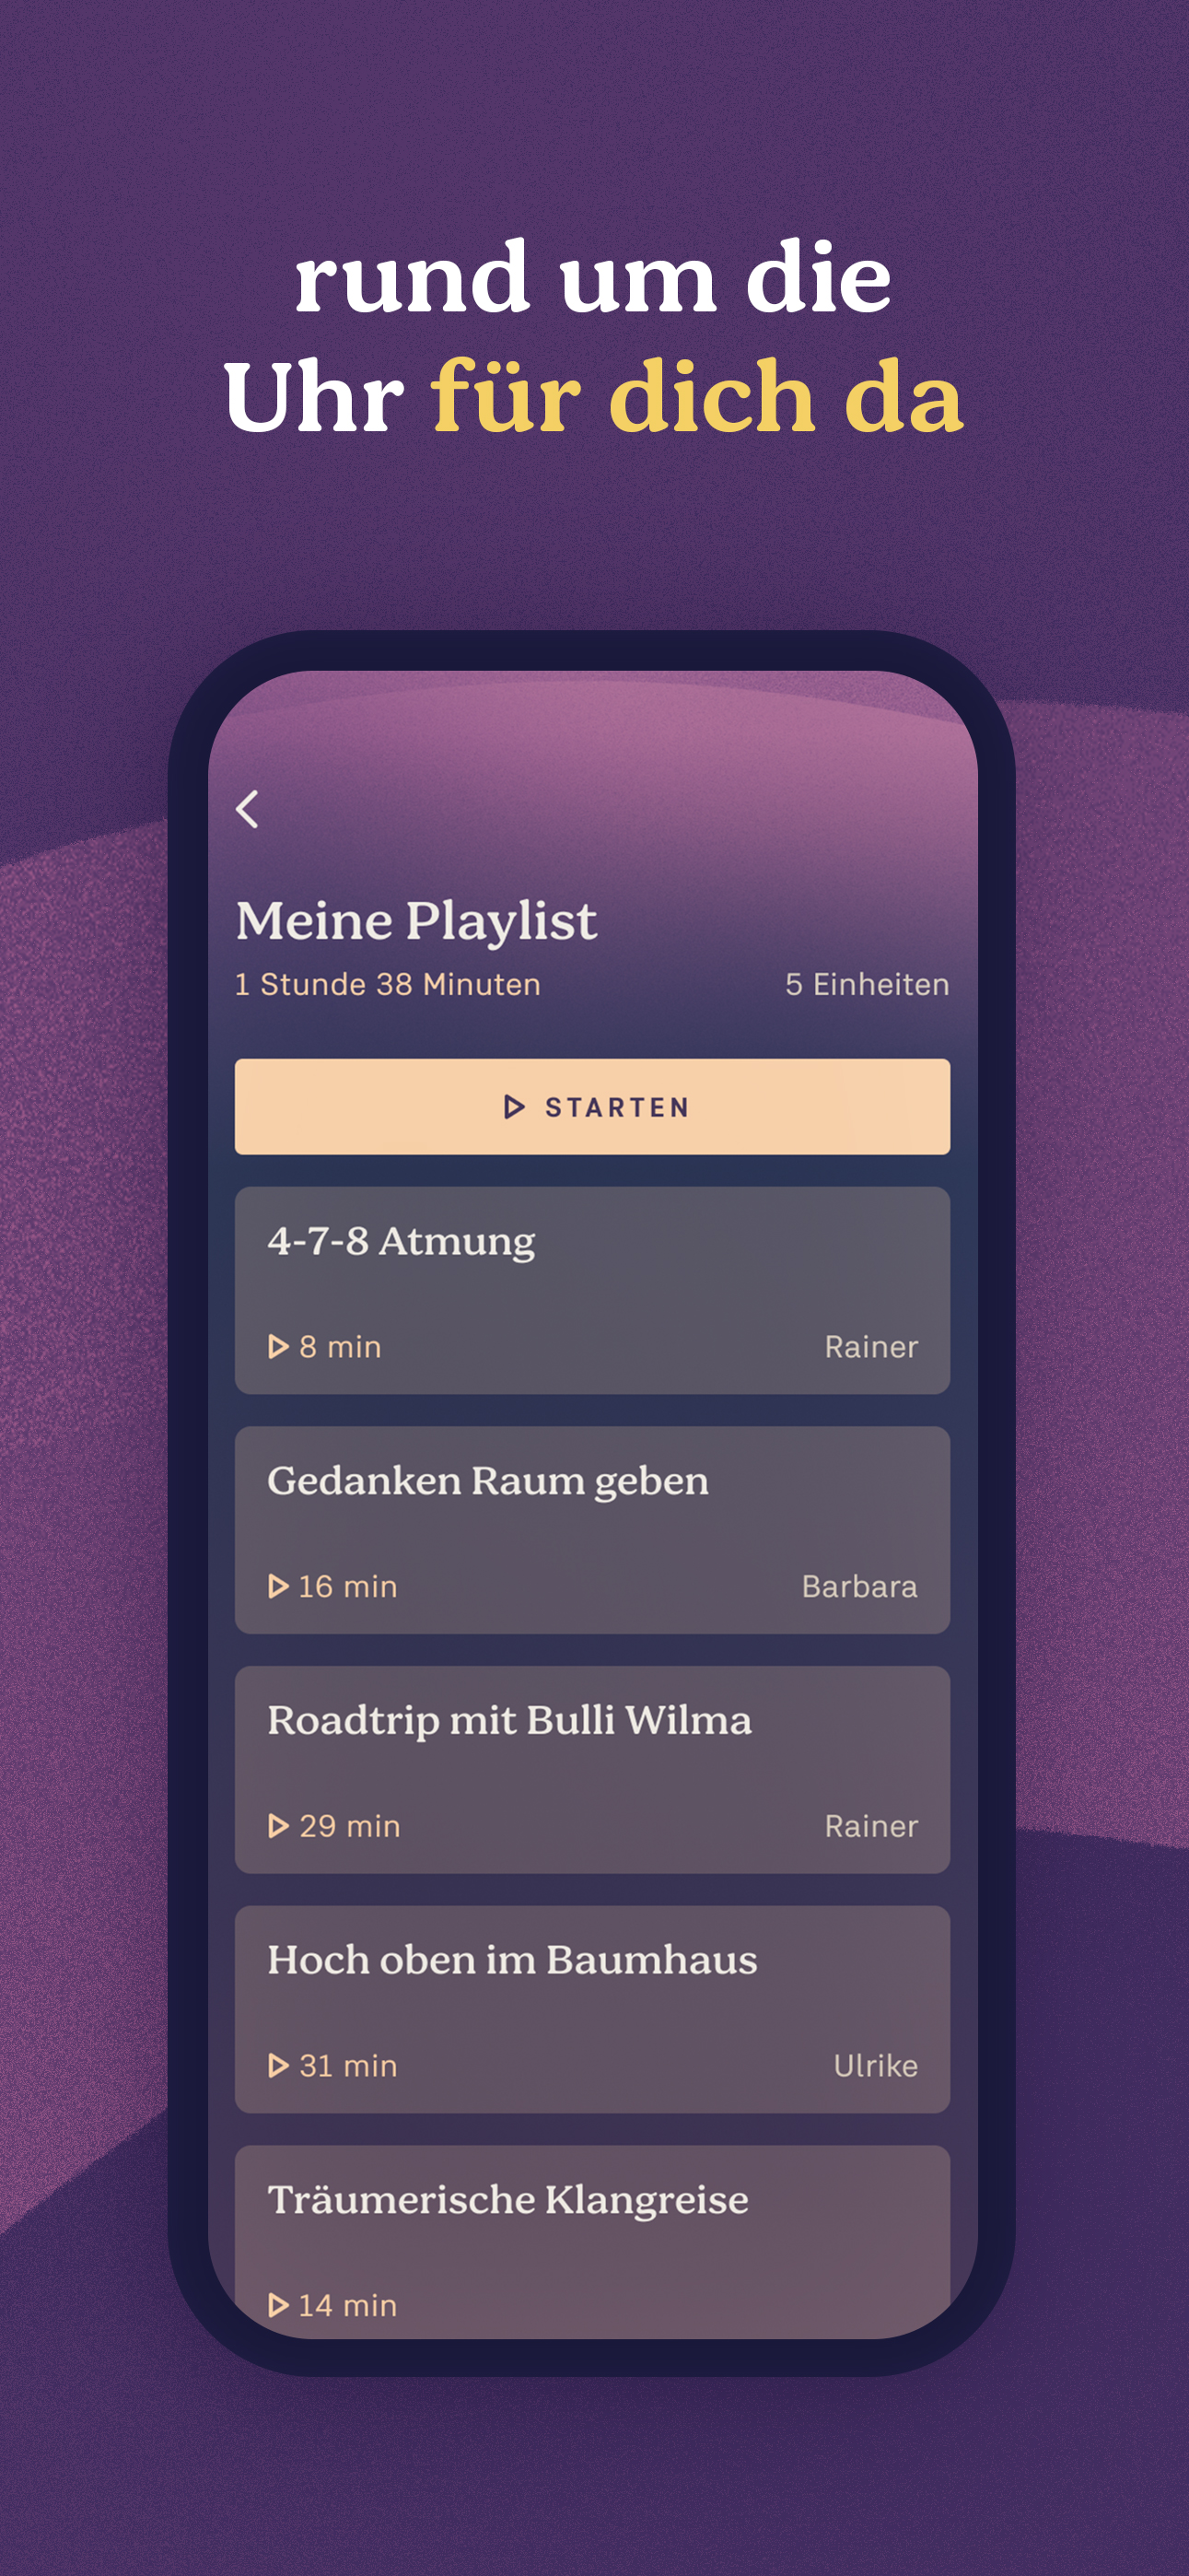 rund um die
Uhr für dich da
Meine Playlist
1 Stunde 38 Minuten 5 Einheiten
STARTEN
4-7-8 Atmung
8 min Rainer
Gedanken Raum geben
16 min Barbara
Roadtrip mit Bulli Wilma
29 min Rainer
Hoch oben im Baumhaus
31 min Ulrike
Träumerische Klangreise
14 min